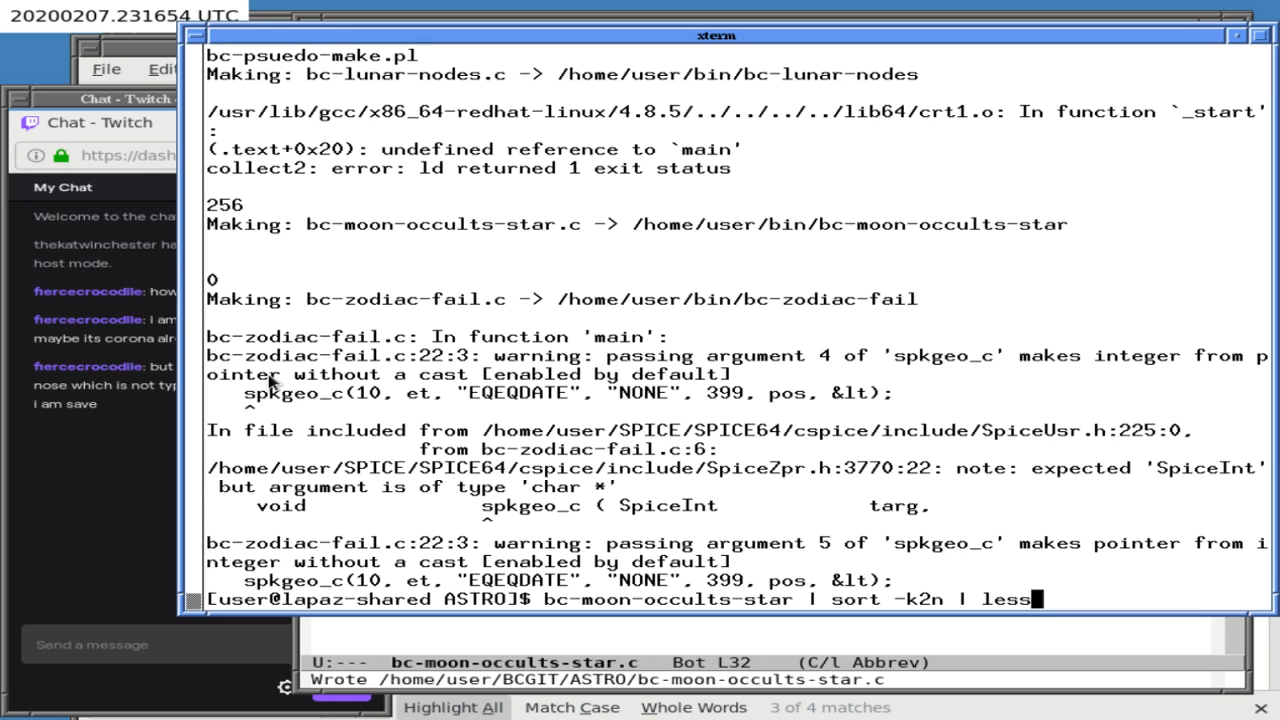 20200207.231654 UTC
xterm
bc-psuedo-make.pl
Making: bc-lunar-nodes.c -> /home/user/bin/bc-lunar-nodes
/usr/lib/gcc/x86_64-redhat-linux/4.8.5/../../../../lib64/crt1.o: In function `_start'
:
(.text+0x20): undefined reference to `main'
collect2: error: ld returned 1 exit status
256
Making: bc-moon-occults-star.c -> /home/user/bin/bc-moon-occults-star
0
Making: bc-zodiac-fail.c -> /home/user/bin/bc-zodiac-fail
bc-zodiac-fail.c: In function 'main':
bc-zodiac-fail.c:22:3: warning: passing argument 4 of 'spkgeo_c' makes integer from p
ointer without a cast [enabled by default]
spkgeo_c(10, et, "EQEQDATE", "NONE", 399, pos, &lt);
^
In file included from /home/user/SPICE/SPICE64/cspice/include/SpiceUsr.h:225:0,
from bc-zodiac-fail.c:6:
/home/user/SPICE/SPICE64/cspice/include/SpiceZpr.h:3770:22: note: expected 'SpiceInt'
but argument is of type 'char *'
void spkgeo_c ( SpiceInt targ,
^
bc-zodiac-fail.c:22:3: warning: passing argument 5 of 'spkgeo_c' makes pointer from i
nteger without a cast [enabled by default]
spkgeo_c(10, et, "EQEQDATE", "NONE", 399, pos, &lt);
[user@lapaz-shared ASTRO]$ bc-moon-occults-star | sort -k2n | less
File Edi
Chat - Twitch -
Chat - Twitch
https://dash
My Chat
Welcome to the cha
thekatwinchester ha
host mode.
fiercecrocodile: how
fiercecrocodile: i am
maybe its corona alr
fiercecrocodile: but
nose which is not typ
i am save
Send a message
U:--- bc-moon-occults-star.c Bot L32 (C/l Abbrev)
Wrote /home/user/BCGIT/ASTRO/bc-moon-occults-star.c
Highlight All Match Case Whole Words 3 of 4 matches